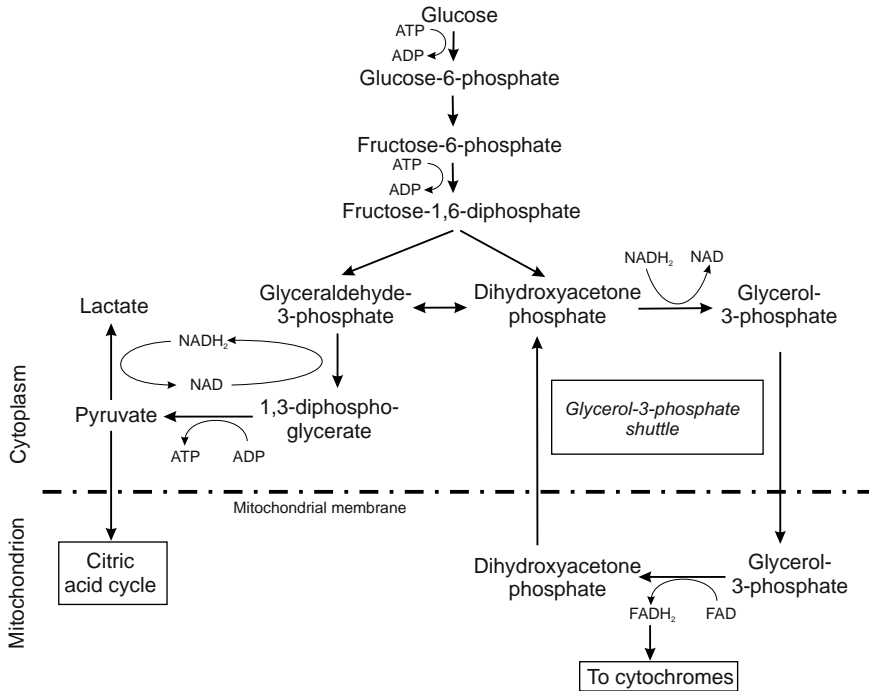 Glucose
ATP
ADP
Glucose-6-phosphate
Fructose-6-phosphate
ATP
ADP
Fructose-1,6-diphosphate
NADH₂
NAD
Lactate
Glyceraldehyde-
3-phosphate
Dihydroxyacetone
phosphate
Glycerol-
3-phosphate
NADH₂
NAD
Cytoplasm
Pyruvate
1,3-diphospho-
glycerate
ATP
ADP
Glycerol-3-phosphate
shuttle
Mitochondrial membrane
Mitochondrion
Citric
acid cycle
Dihydroxyacetone
phosphate
Glycerol-
3-phosphate
FADH₂
FAD
To cytochromes